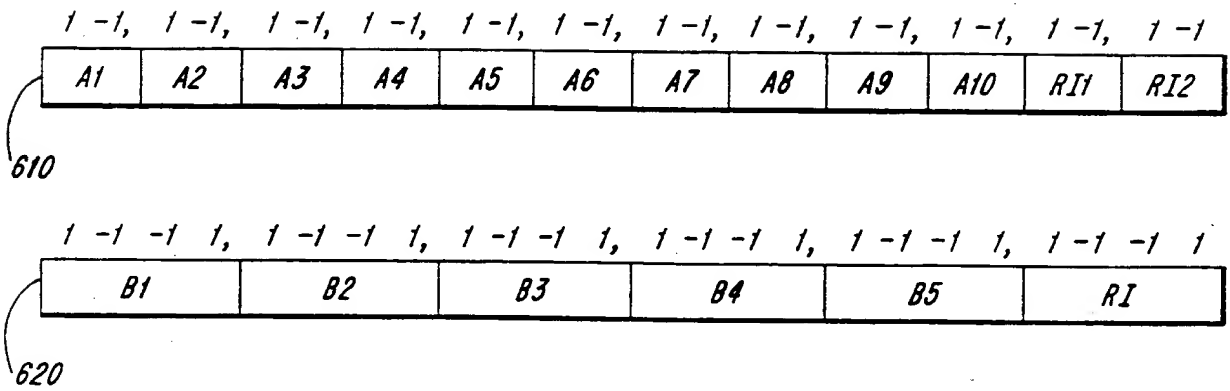 1 -1, 1 -1, 1 -1, 1 -1, 1 -1, 1 -1, 1 -1, 1 -1, 1 -1, 1 -1, 1 -1, 1 -1
A1 A2 A3 A4 A5 A6 A7 A8 A9 A10 RI1 RI2
610
1 -1 -1 1, 1 -1 -1 1, 1 -1 -1 1, 1 -1 -1 1, 1 -1 -1 1, 1 -1 -1 1
B1 B2 B3 B4 B5 RI
620